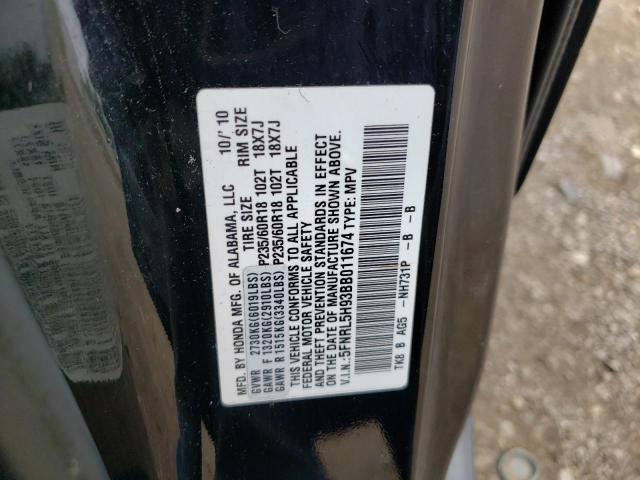 MFD. BY HONDA MFG. OF ALABAMA, LLC 10/'10
TIRE SIZE RIM SIZE
GVWR 2730KG(6019LBS)
GAWR F 1320KG(2910LBS) P235/60R18 102T 18X7J
GAWR R 1515KG(3340LBS) P235/60R18 102T 18X7J
THIS VEHICLE CONFORMS TO ALL APPLICABLE
FEDERAL MOTOR VEHICLE SAFETY
AND THEFT PREVENTION STANDARDS IN EFFECT
ON THE DATE OF MANUFACTURE SHOWN ABOVE.
V.I.N.:5FNRL5H93BB011674 TYPE: MPV
TK8 B AG5 -NH731P -B -B